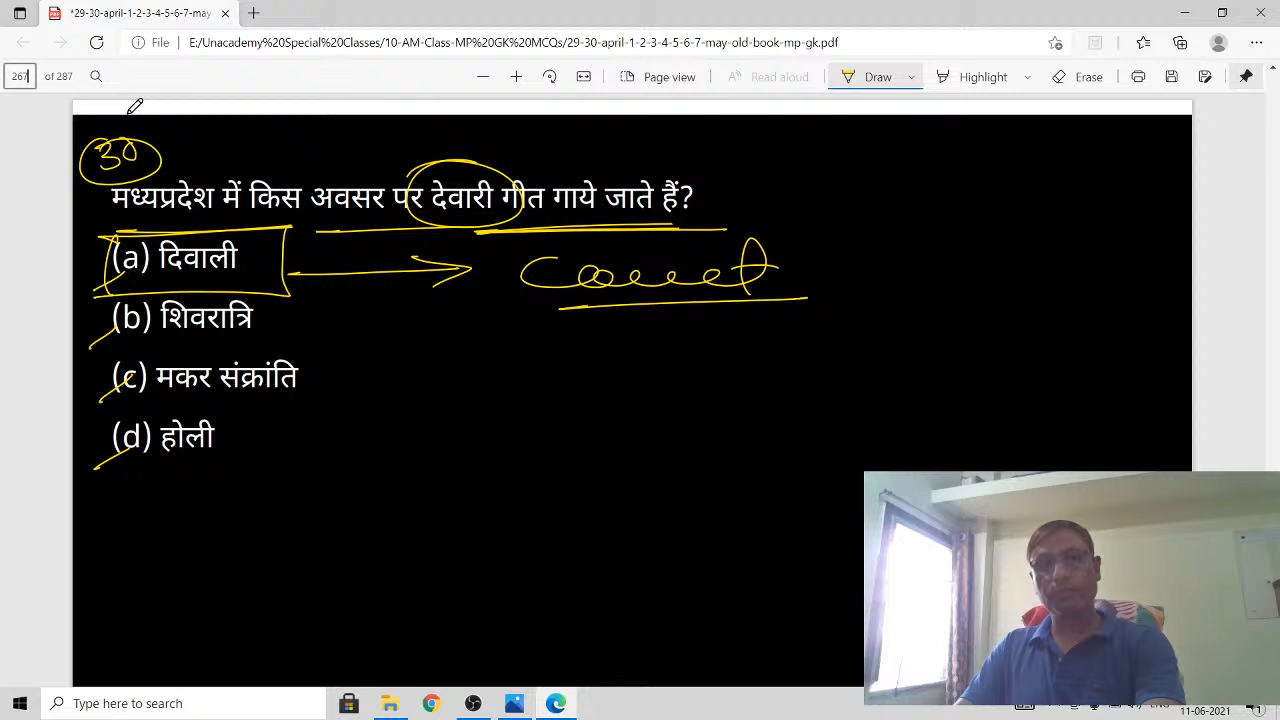 *29-30-april-1-2-3-4-5-6-7-may-
File E:/Unacademy%20Special%20Classes/10-AM-Class-MP%20GK%20MCQs/29-30-april-1-2-3-4-5-6-7-may-old-book-mp-gk.pdf
267 of 287 Page view Read aloud Draw Highlight Erase
30
मध्यप्रदेश में किस अवसर पर देवारी गीत गाये जाते हैं?
(a) दिवाली
(b) शिवरात्रि
(c) मकर संक्रांति
(d) होली
Type here to search
11-06-2021